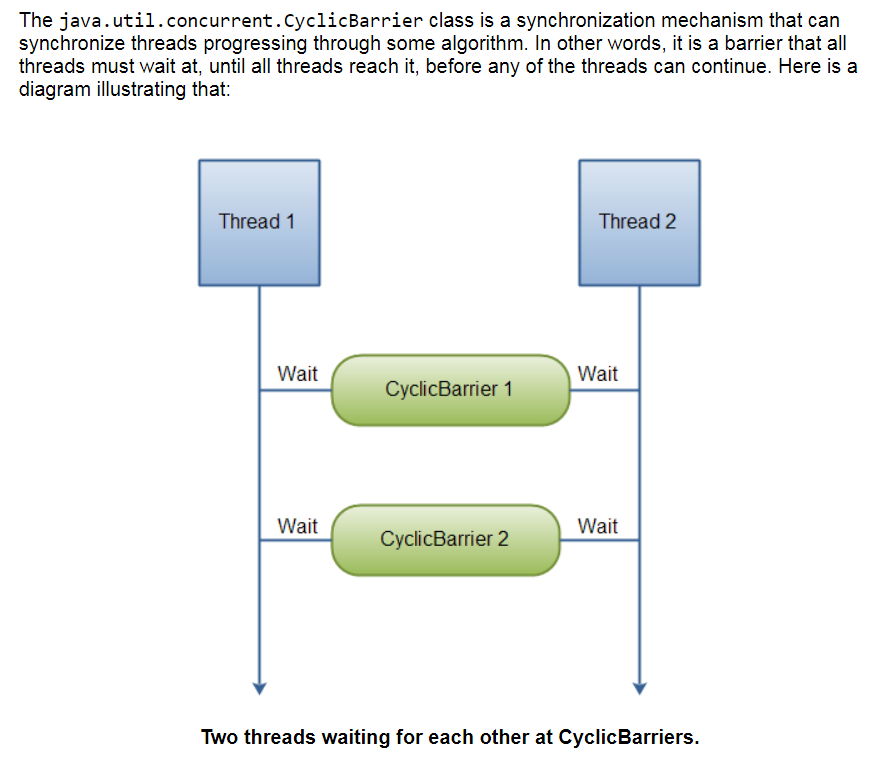 The java.util.concurrent.CyclicBarrier class is a synchronization mechanism that can
synchronize threads progressing through some algorithm. In other words, it is a barrier that all
threads must wait at, until all threads reach it, before any of the threads can continue. Here is a
diagram illustrating that:
Thread 1
Thread 2
Wait
CyclicBarrier 1
Wait
Wait
CyclicBarrier 2
Wait
Two threads waiting for each other at CyclicBarriers.